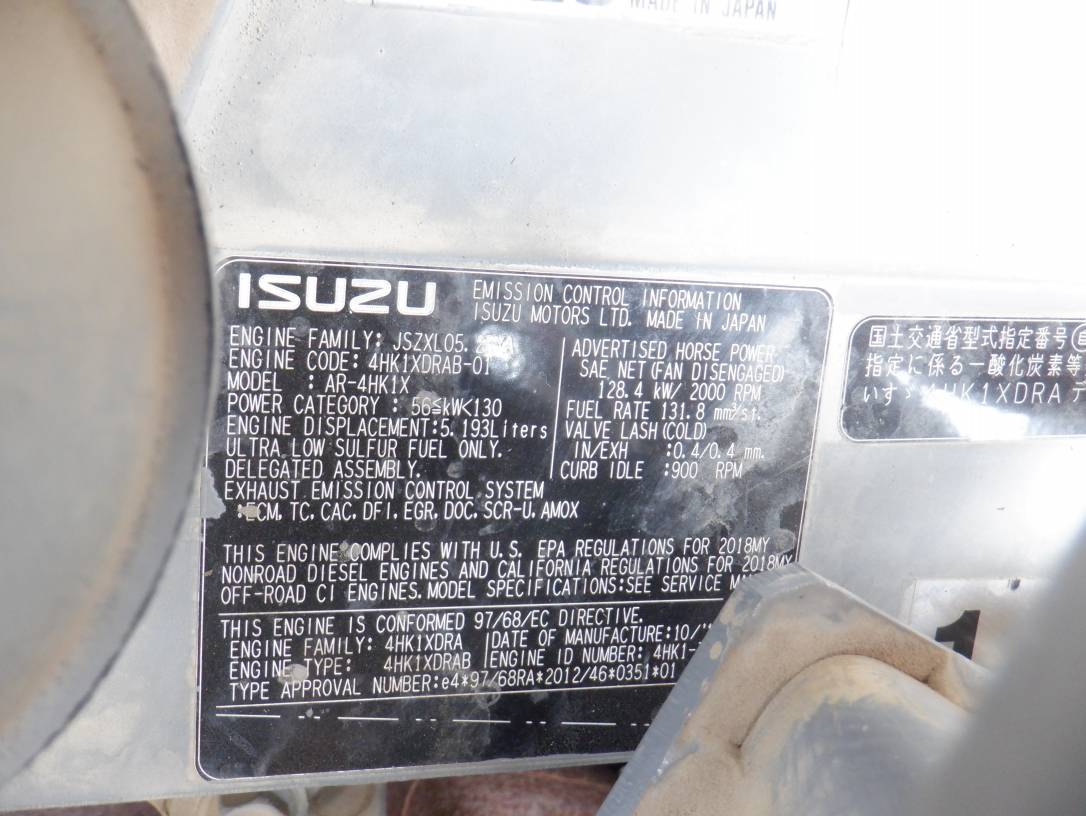 MADE IN JAPAN
ISUZU
EMISSION CONTROL INFORMATION
ISUZU MOTORS LTD. MADE IN JAPAN
ENGINE FAMILY: JSZXL05.
ENGINE CODE: 4HK1XDRAB-01
MODEL : AR-4HK1X
POWER CATEGORY : 56≦kW<130
ENGINE DISPLACEMENT:5.193Liters
ULTRA LOW SULFUR FUEL ONLY.
DELEGATED ASSEMBLY.
ADVERTISED HORSE POWER
SAE NET(FAN DISENGAGED)
128.4 kW/ 2000 RPM
FUEL RATE 131.8 mm³/st.
VALVE LASH(COLD)
IN/EXH :0.4/0.4 mm.
CURB IDLE :900 RPM
EXHAUST EMISSION CONTROL SYSTEM
:ECM, TC, CAC, DFI, EGR, DOC, SCR-U, AMOX
THIS ENGINE COMPLIES WITH U.S. EPA REGULATIONS FOR 2018MY
NONROAD DIESEL ENGINES AND CALIFORNIA REGULATIONS FOR 2018MY
OFF-ROAD CI ENGINES. MODEL SPECIFICATIONS:SEE SERVICE
THIS ENGINE IS CONFORMED 97/68/EC DIRECTIVE.
ENGINE FAMILY: 4HK1XDRA
DATE OF MANUFACTURE:10/
ENGINE TYPE: 4HK1XDRAB
ENGINE ID NUMBER: 4HK1-
TYPE APPROVAL NUMBER:e4*97/68RA*2012/46*0351*01
国土交通省型式指定番号
指定に係る一酸化炭素等
いすゞ 4HK1XDRA
1